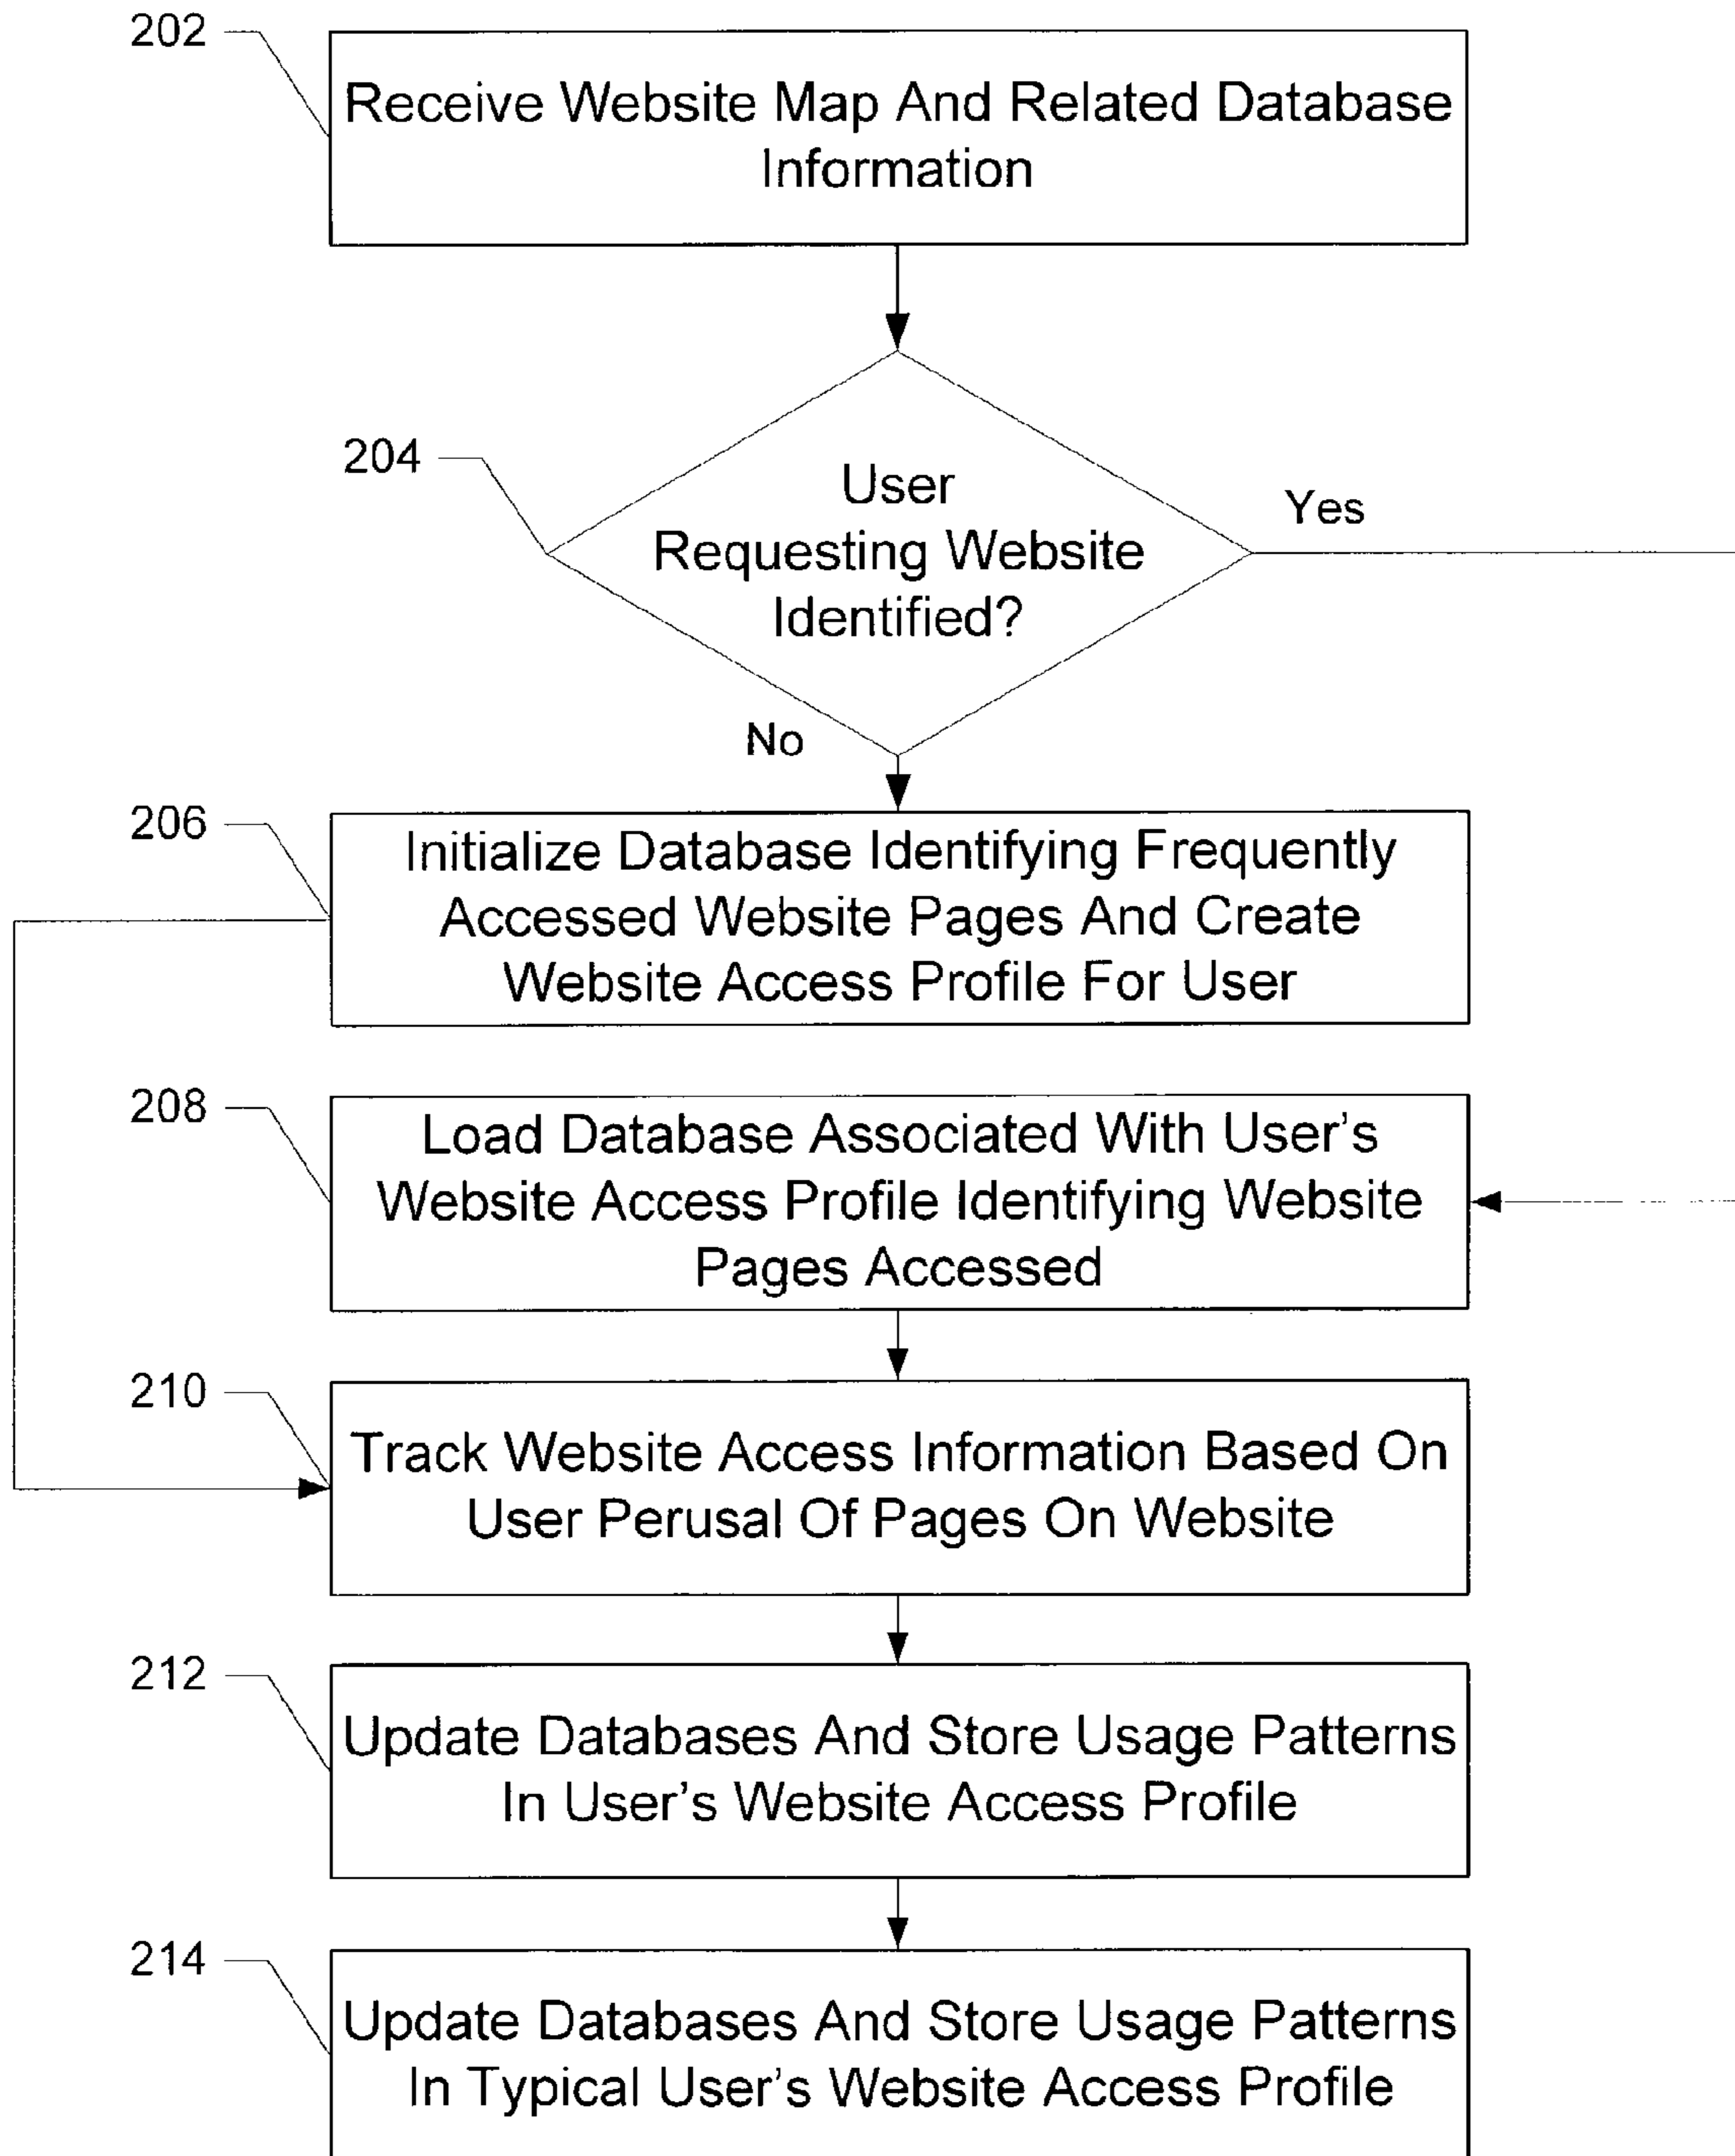 202
Receive Website Map And Related Database
Information
204
User
Requesting Website
Identified?
Yes
No
206
Initialize Database Identifying Frequently
Accessed Website Pages And Create
Website Access Profile For User
208
Load Database Associated With User's
Website Access Profile Identifying Website
Pages Accessed
210
Track Website Access Information Based On
User Perusal Of Pages On Website
212
Update Databases And Store Usage Patterns
In User's Website Access Profile
214
Update Databases And Store Usage Patterns
In Typical User's Website Access Profile